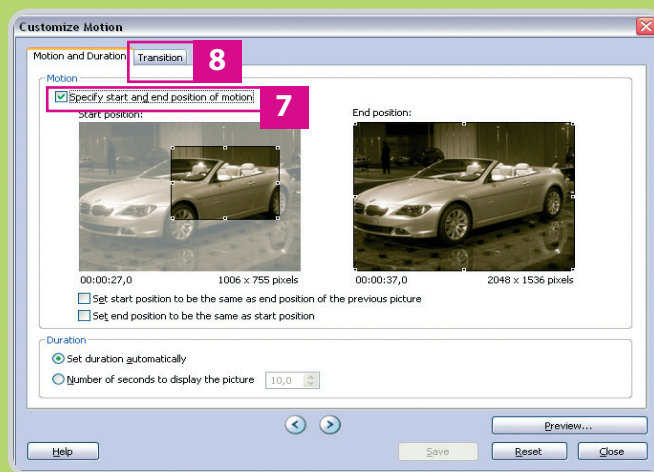 Customize Motion
Motion and Duration Transition 8
Motion
Specify start and end position of motion 7
Start position: End position:
00:00:27,0 1006 x 755 pixels 00:00:37,0 2048 x 1536 pixels
Set start position to be the same as end position of the previous picture
Set end position to be the same as start position
Duration
Set duration automatically
Number of seconds to display the picture 10,0
Preview...
Help Save Reset Close